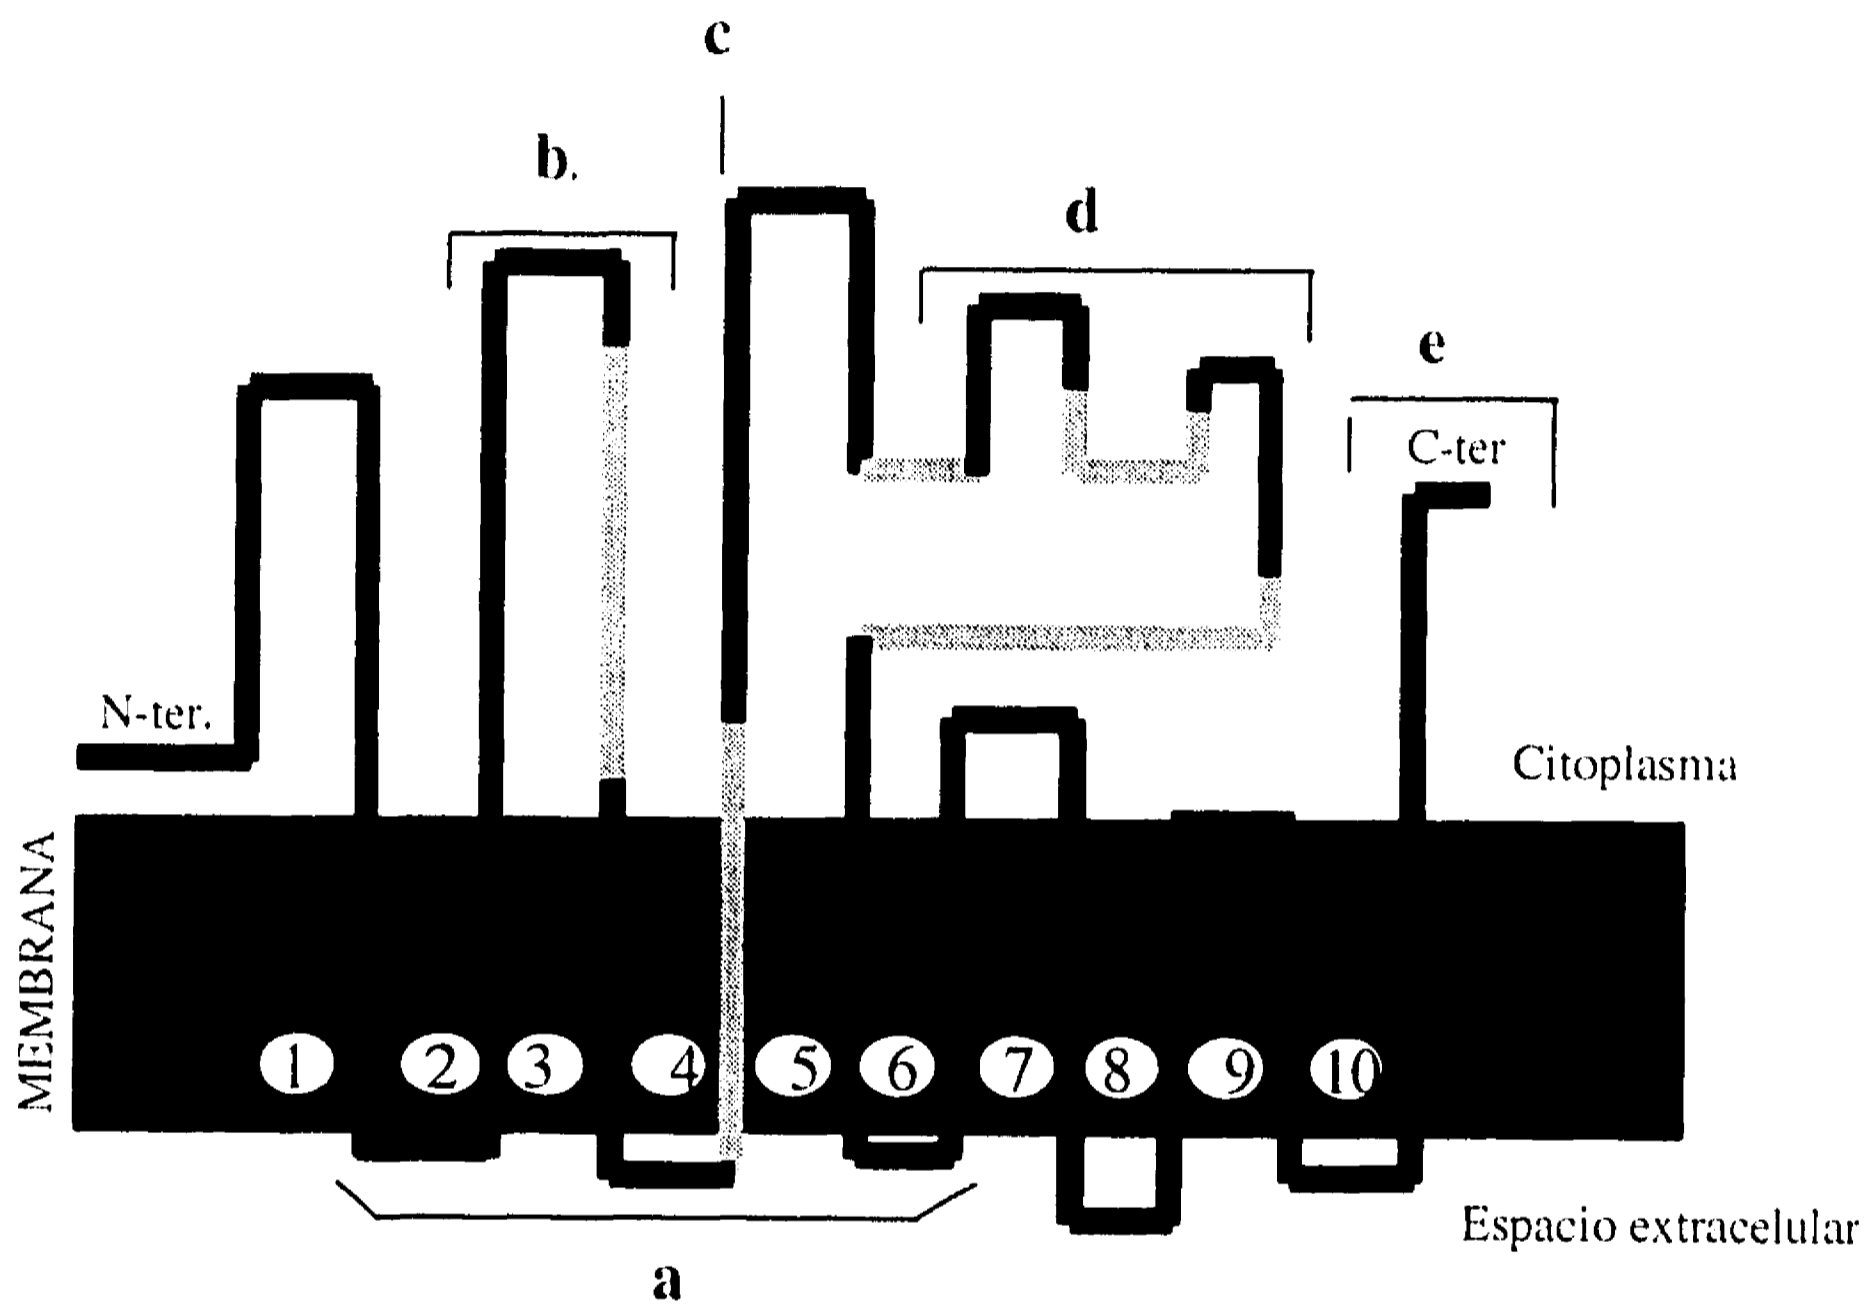 c
b.
d
e
C-ter
N-ter.
Citoplasma
MEMBRANA
1 2 3 4 5 6 7 8 9 10
Espacio extracelular
a